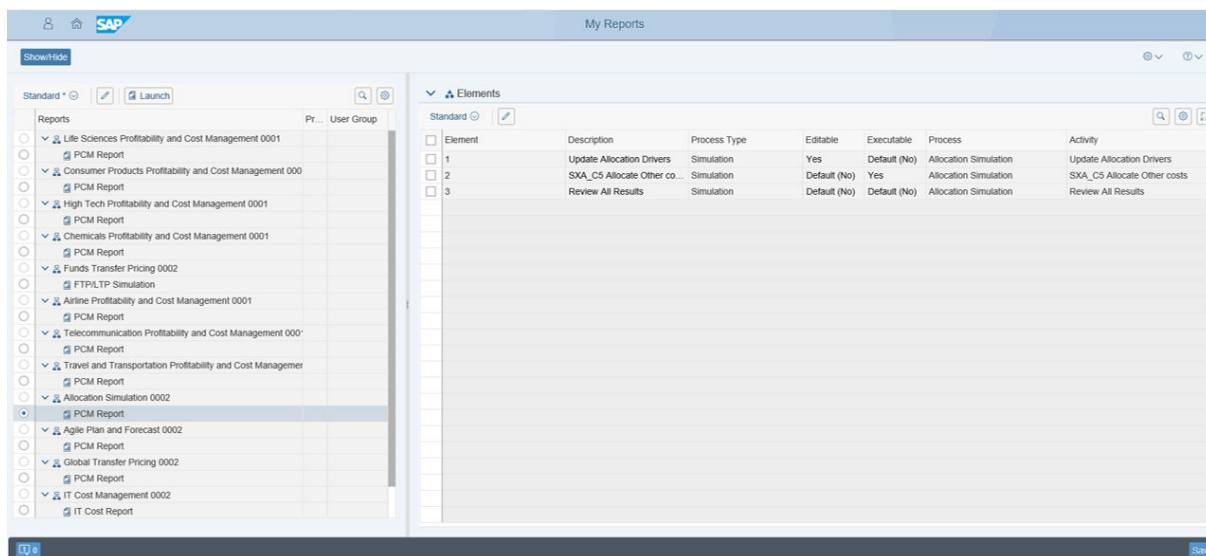 SAP My Reports
Show/Hide
Standard * Launch
Reports Pr... User Group
Life Sciences Profitability and Cost Management 0001
PCM Report
Consumer Products Profitability and Cost Management 000
PCM Report
High Tech Profitability and Cost Management 0001
PCM Report
Chemicals Profitability and Cost Management 0001
PCM Report
Funds Transfer Pricing 0002
FTP/LTP Simulation
Airline Profitability and Cost Management 0001
PCM Report
Telecommunication Profitability and Cost Management 000
PCM Report
Travel and Transportation Profitability and Cost Managemer
PCM Report
Allocation Simulation 0002
PCM Report
Agile Plan and Forecast 0002
PCM Report
Global Transfer Pricing 0002
PCM Report
IT Cost Management 0002
IT Cost Report
Elements
Standard
Element Description Process Type Editable Executable Process Activity
1 Update Allocation Drivers Simulation Yes Default (No) Allocation Simulation Update Allocation Drivers
2 SXA_C5 Allocate Other co... Simulation Default (No) Yes Allocation Simulation SXA_C5 Allocate Other costs
3 Review All Results Simulation Default (No) Default (No) Allocation Simulation Review All Results
0 Sav